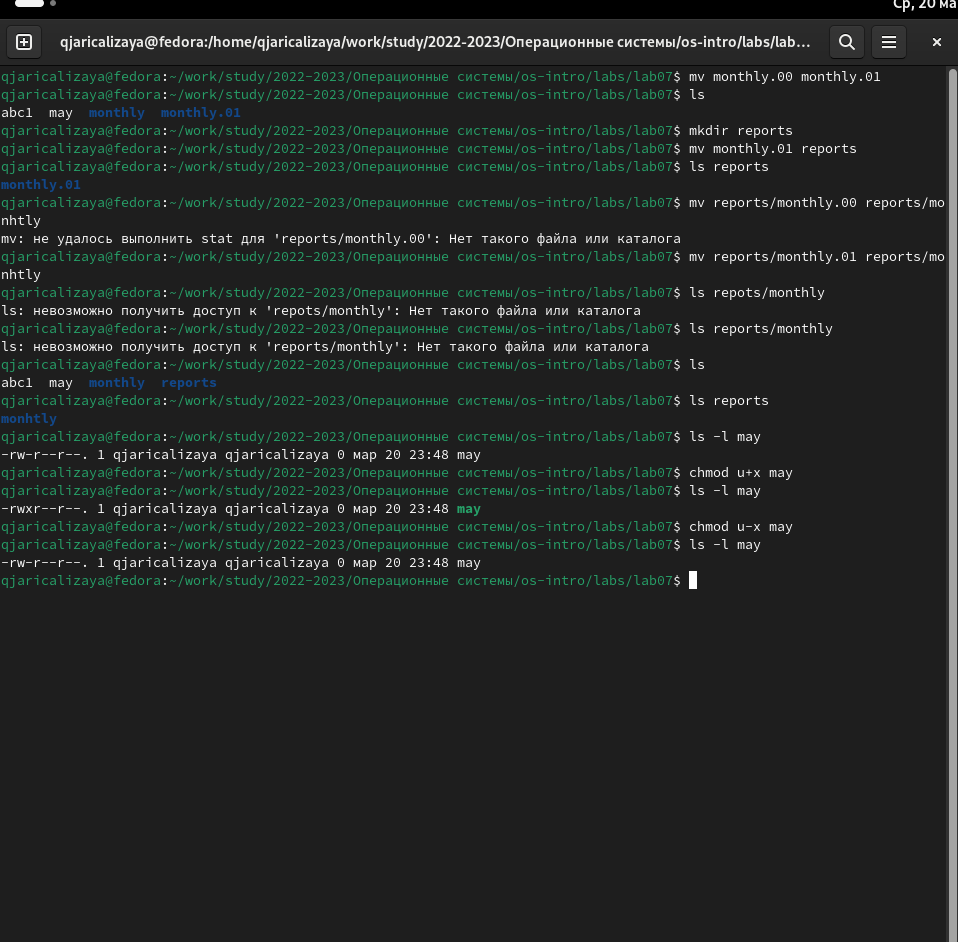 Ср, 20 ма
qjaricalizaya@fedora:/home/qjaricalizaya/work/study/2022-2023/Операционные системы/os-intro/labs/lab...
qjaricalizaya@fedora:~/work/study/2022-2023/Операционные системы/os-intro/labs/lab07$ mv monthly.00 monthly.01
qjaricalizaya@fedora:~/work/study/2022-2023/Операционные системы/os-intro/labs/lab07$ ls
abc1  may  monthly  monthly.01
qjaricalizaya@fedora:~/work/study/2022-2023/Операционные системы/os-intro/labs/lab07$ mkdir reports
qjaricalizaya@fedora:~/work/study/2022-2023/Операционные системы/os-intro/labs/lab07$ mv monthly.01 reports
qjaricalizaya@fedora:~/work/study/2022-2023/Операционные системы/os-intro/labs/lab07$ ls reports
monthly.01
qjaricalizaya@fedora:~/work/study/2022-2023/Операционные системы/os-intro/labs/lab07$ mv reports/monthly.00 reports/mo
nhtly
mv: не удалось выполнить stat для 'reports/monthly.00': Нет такого файла или каталога
qjaricalizaya@fedora:~/work/study/2022-2023/Операционные системы/os-intro/labs/lab07$ mv reports/monthly.01 reports/mo
nhtly
qjaricalizaya@fedora:~/work/study/2022-2023/Операционные системы/os-intro/labs/lab07$ ls repots/monthly
ls: невозможно получить доступ к 'repots/monthly': Нет такого файла или каталога
qjaricalizaya@fedora:~/work/study/2022-2023/Операционные системы/os-intro/labs/lab07$ ls reports/monthly
ls: невозможно получить доступ к 'reports/monthly': Нет такого файла или каталога
qjaricalizaya@fedora:~/work/study/2022-2023/Операционные системы/os-intro/labs/lab07$ ls
abc1  may  monthly  reports
qjaricalizaya@fedora:~/work/study/2022-2023/Операционные системы/os-intro/labs/lab07$ ls reports
monhtly
qjaricalizaya@fedora:~/work/study/2022-2023/Операционные системы/os-intro/labs/lab07$ ls -l may
-rw-r--r--. 1 qjaricalizaya qjaricalizaya 0 мар 20 23:48 may
qjaricalizaya@fedora:~/work/study/2022-2023/Операционные системы/os-intro/labs/lab07$ chmod u+x may
qjaricalizaya@fedora:~/work/study/2022-2023/Операционные системы/os-intro/labs/lab07$ ls -l may
-rwxr--r--. 1 qjaricalizaya qjaricalizaya 0 мар 20 23:48 may
qjaricalizaya@fedora:~/work/study/2022-2023/Операционные системы/os-intro/labs/lab07$ chmod u-x may
qjaricalizaya@fedora:~/work/study/2022-2023/Операционные системы/os-intro/labs/lab07$ ls -l may
-rw-r--r--. 1 qjaricalizaya qjaricalizaya 0 мар 20 23:48 may
qjaricalizaya@fedora:~/work/study/2022-2023/Операционные системы/os-intro/labs/lab07$